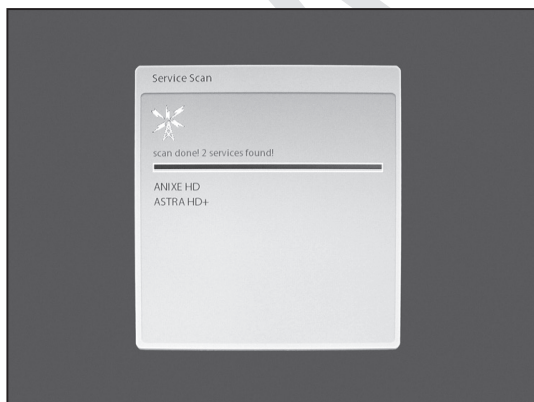 Service Scan
scan done! 2 services found!
ANIXE HD
ASTRA HD+